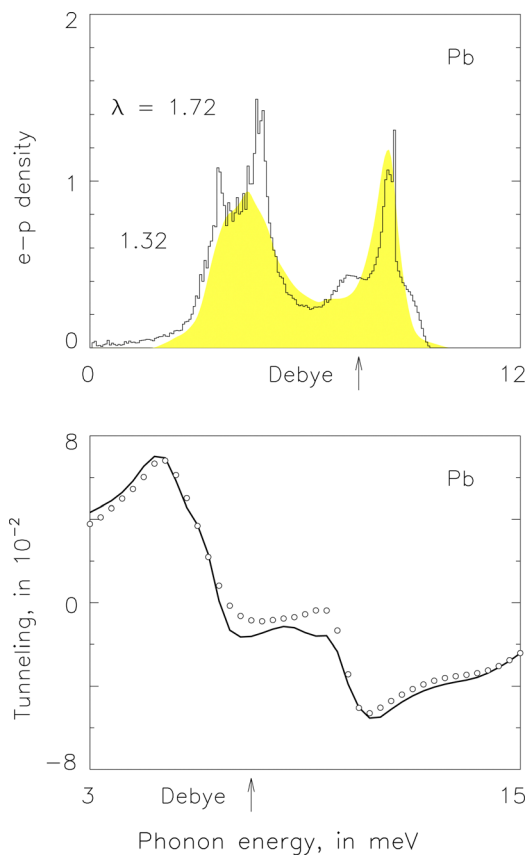 2
Pb
λ = 1.72
1
1.32
e-p density
0
0 Debye 12
8
Pb
0
Tunneling, in 10⁻²
-8
3 Debye 15
Phonon energy, in meV